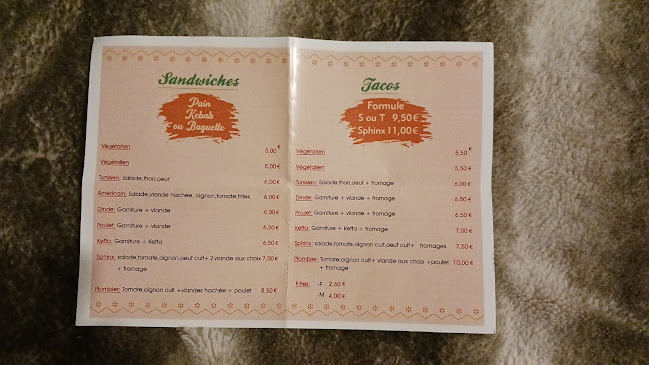 Sandwiches
Pain
Kebab
ou Baguette
Végétarien 5,00€
Végétalien 5,00€
Tunisien: Salade,thon,oeuf 6,00€
Américain: Salade,viande hachée, oignon,tomate,frites 6,00€
Dinde: Garniture + viande 6,00€
Poulet: Garniture + viande 6,00€
Kefta: Garniture + Kefta 6,50€
Sphinx: salade,tomate,oignon cuit,oeuf cuit+ 2 viande aux choix 7,00€
+ fromage
Plombier: Tomate,oignon cuit +viandes hachée + poulet 8,50€
Tacos
Formule
S ou T 9,50€
Sphinx 11,00€
Végétarien 5,50€
Végétalien 5,50€
Tunisien: Salade,thon,oeuf + fromage 6,50€
Dinde: Garniture + viande + fromage 6,50€
Poulet: Garniture + viande + fromage 6,50€
Kefta: Garniture + Kefta + fromage 7,00€
Sphinx: salade,tomate,oignon cuit,oeuf cuit+ fromages 7,50€
Plombier: Tomate,oignon cuit+ viande aux choix +poulet 10,00€
+ fromage
Frites: -P 2,50€
-M 4,00€